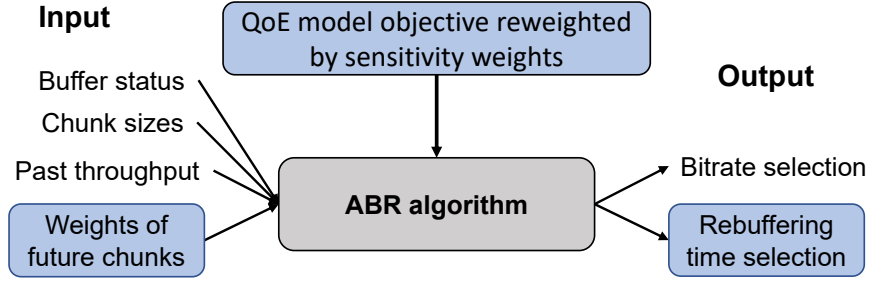 Input
QoE model objective reweighted
by sensitivity weights
Output
Buffer status
Chunk sizes
Past throughput
Weights of
future chunks
ABR algorithm
Bitrate selection
Rebuffering
time selection